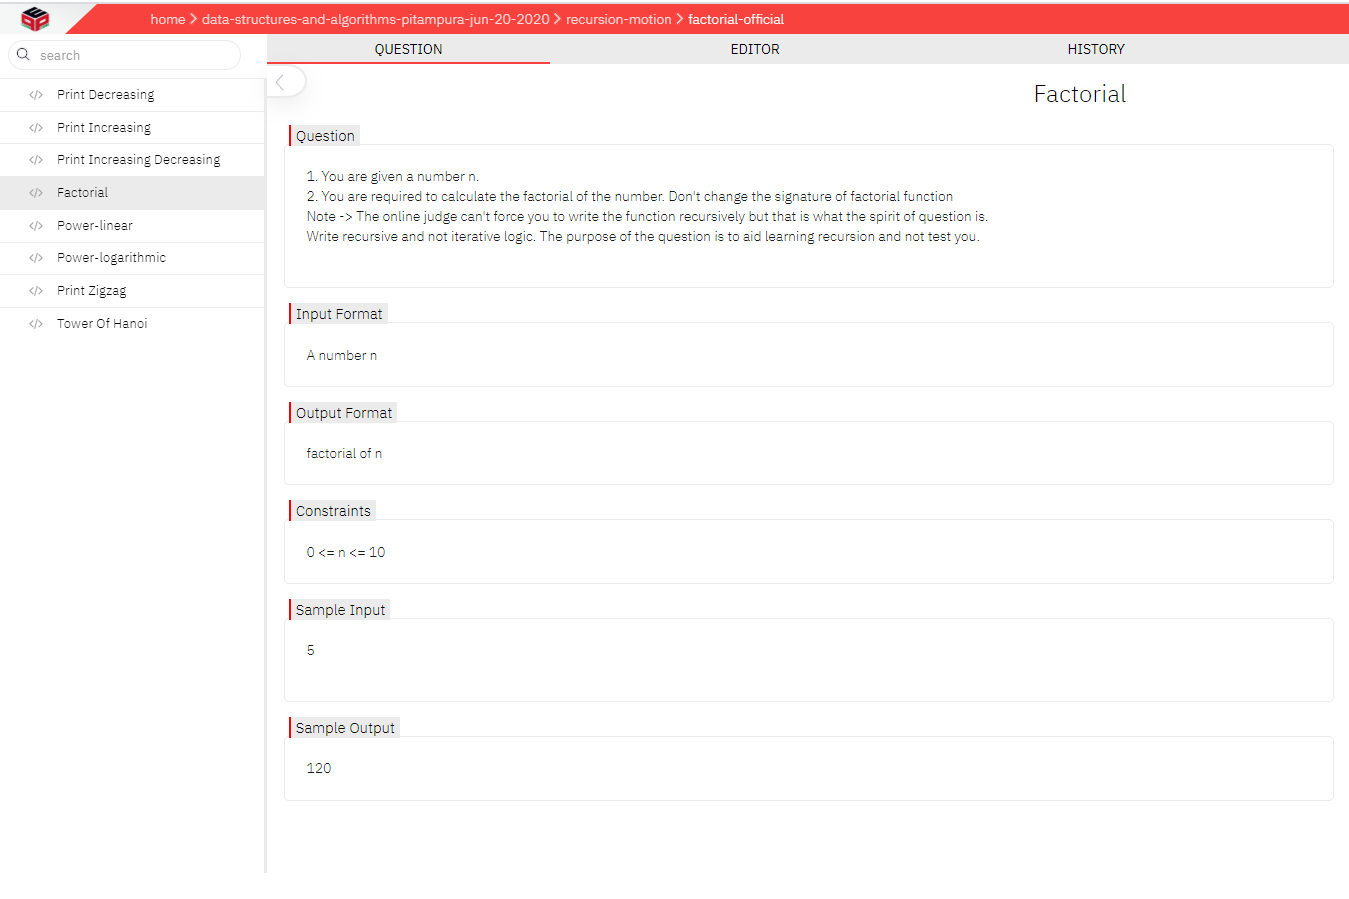 home > data-structures-and-algorithms-pitampura-jun-20-2020 > recursion-motion > factorial-official
search
QUESTION
EDITOR
HISTORY
</> Print Decreasing
</> Print Increasing
</> Print Increasing Decreasing
</> Factorial
</> Power-linear
</> Power-logarithmic
</> Print Zigzag
</> Tower Of Hanoi
Factorial
Question
1. You are given a number n.
2. You are required to calculate the factorial of the number. Don't change the signature of factorial function
Note -> The online judge can't force you to write the function recursively but that is what the spirit of question is.
Write recursive and not iterative logic. The purpose of the question is to aid learning recursion and not test you.
Input Format
A number n
Output Format
factorial of n
Constraints
0 <= n <= 10
Sample Input
5
Sample Output
120